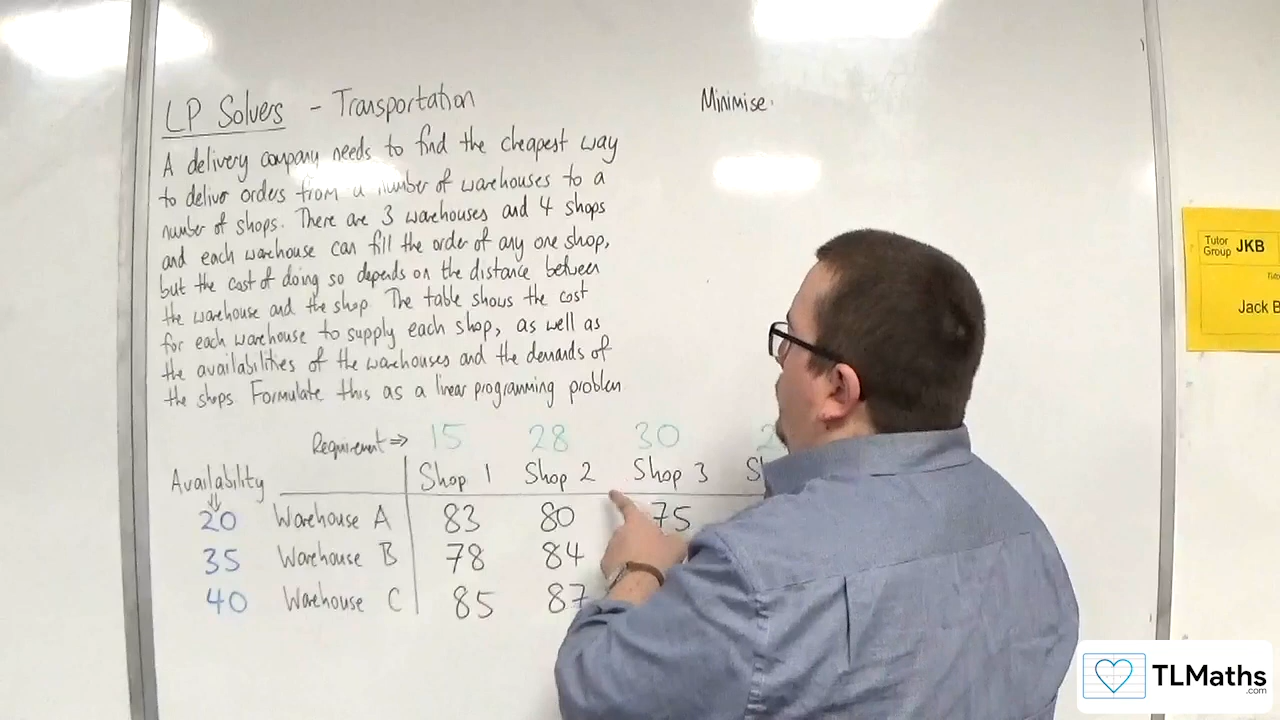 LP Solvers - Transportation
Minimise:
A delivery company needs to find the cheapest way
to deliver orders from a number of warehouses to a
number of shops. There are 3 warehouses and 4 shops
and each warehouse can fill the order of any one shop,
but the cost of doing so depends on the distance between
the warehouse and the shop. The table shows the cost
for each warehouse to supply each shop, as well as
the availabilities of the warehouses and the demands of
the shops. Formulate this as a linear programming problem.
Requirement ⇒ 15 28 30 2
Availability Shop 1 Shop 2 Shop 3 Sh
20 Warehouse A 83 80 75
35 Warehouse B 78 84
40 Warehouse C 85 87
Tutor Group JKB
Jack B
TLMaths
.com